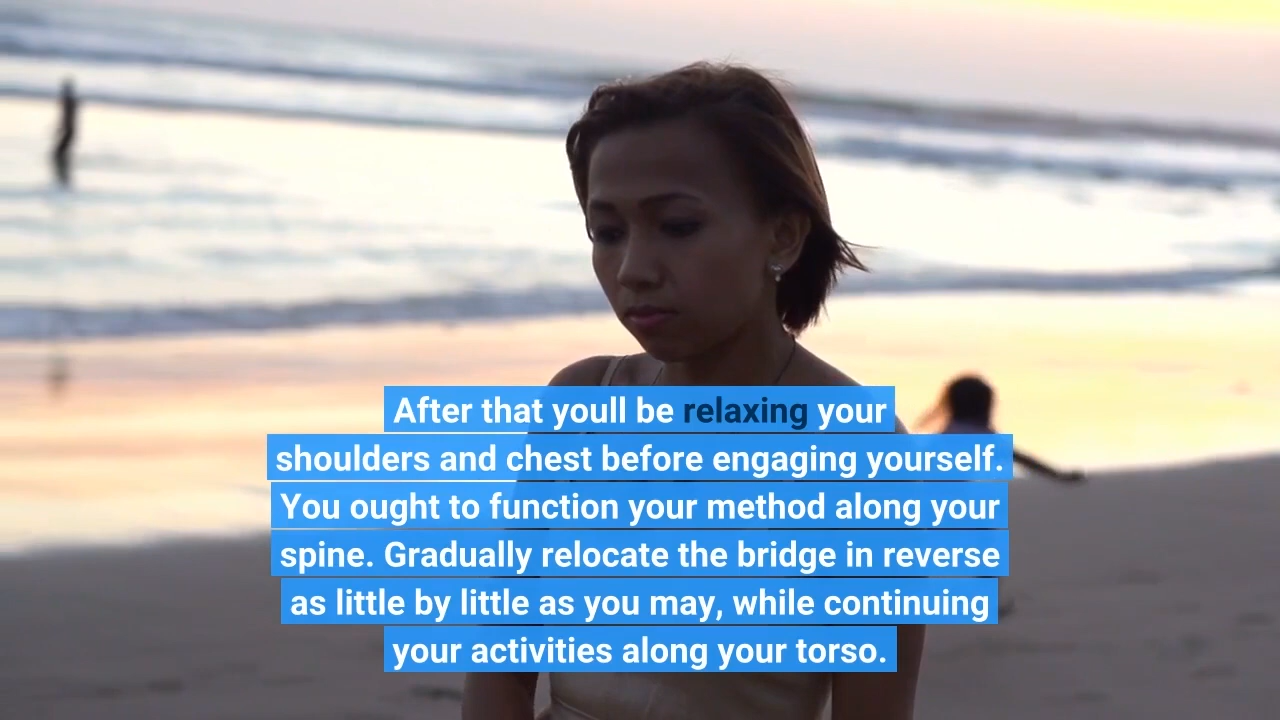 After that youll be relaxing your
shoulders and chest before engaging yourself.
You ought to function your method along your
spine. Gradually relocate the bridge in reverse
as little by little as you may, while continuing
your activities along your torso.